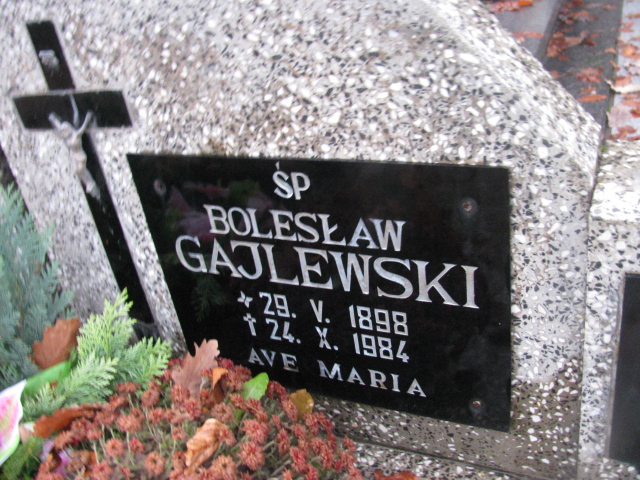 ŚP
BOLESŁAW
GAJLEWSKI
* 29. V. 1898
† 24. X. 1984
AVE MARIA